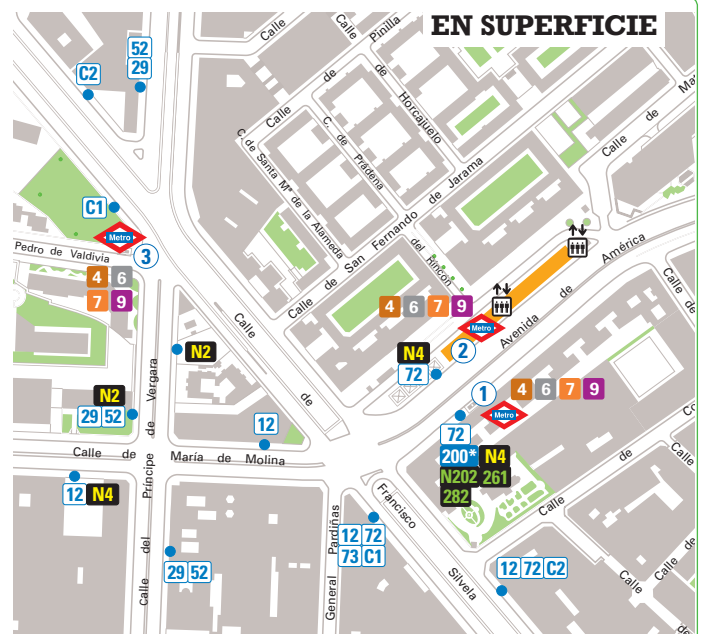 EN SUPERFICIE
Calle de Pinilla
52
29
C2
Calle de Horcajuelo
C. de Prádena
C. de Santa Mª de la Alameda
Calle de
C1
Metro
3
Pedro de Valdivia
4 6
7 9
Calle de San Fernando de Jarama
del Rincón
4 6 7 9
Metro
2
Avenida de América
Calle de
N2
N4
72
Calle de
1
4 6 7 9
Metro
N2
29 52
12
72
200* N4
N202 261
282
Calle de María de Molina
12 N4
Calle del Príncipe de Vergara
29 52
General Pardiñas
12 72
73 C1
Francisco Silvela
Calle de
12 72 C2
Calle de